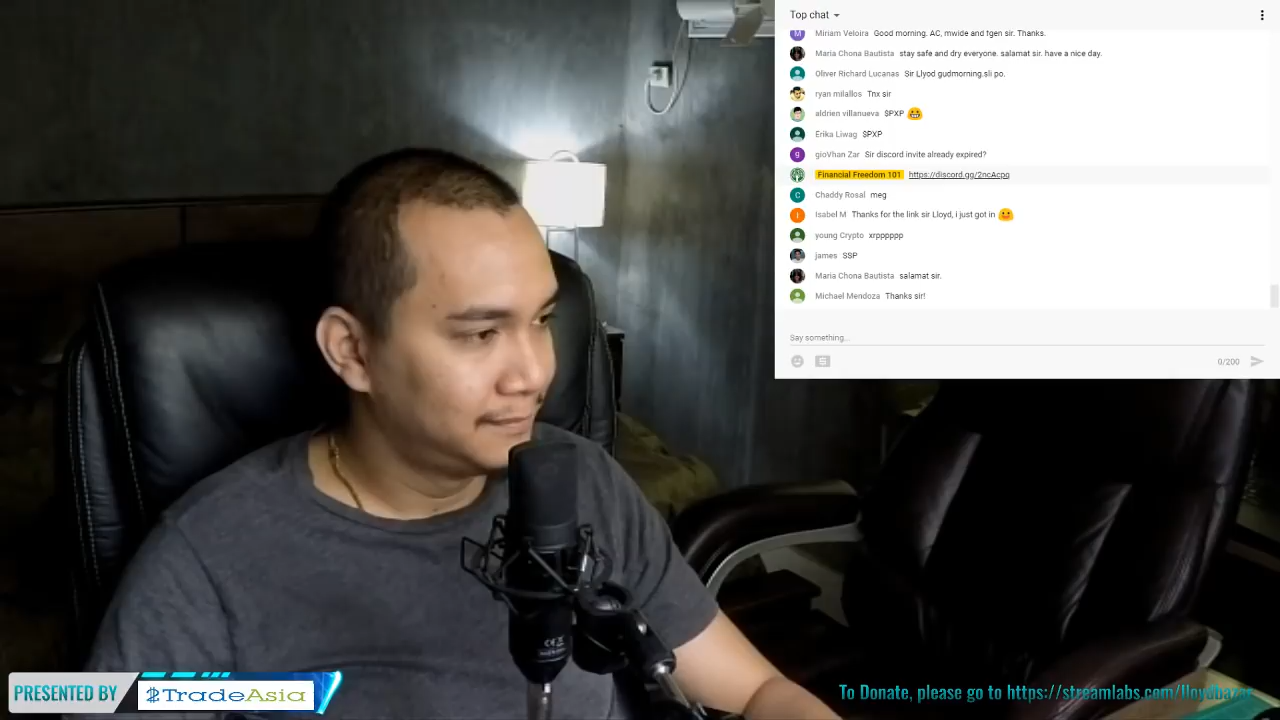 Top chat
M Miriam Veloira Good morning. AC, mwide and fgen sir. Thanks.
Maria Chona Bautista stay safe and dry everyone. salamat sir. have a nice day.
Oliver Richard Lucanas Sir Llyod gudmorning.sli po.
ryan milallos Tnx sir
aldrien villanueva $PXP
Erika Liwag $PXP
g gioVhan Zar Sir discord invite already expired?
Financial Freedom 101 https://discord.gg/2ncAcpq
C Chaddy Rosal meg
I Isabel M Thanks for the link sir Lloyd, i just got in
young Crypto xrpppppp
james SSP
Maria Chona Bautista salamat sir.
Michael Mendoza Thanks sir!
Say something...
0/200
PRESENTED BY $TradeAsia
To Donate, please go to https://streamlabs.com/lloydbazar